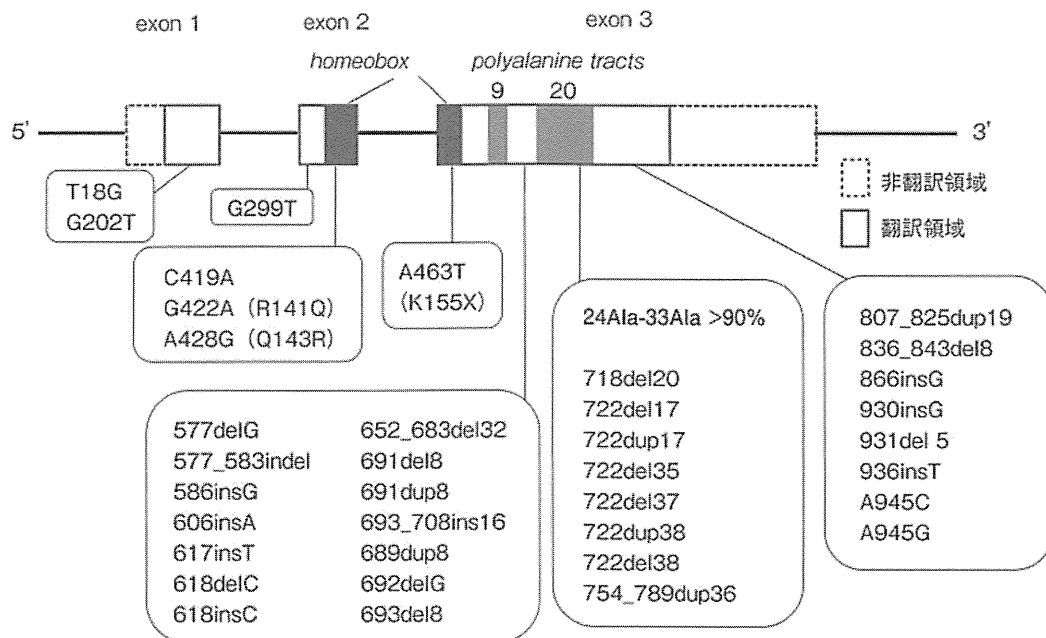 exon 1
exon 2
exon 3
homeobox
polyalanine tracts
9
20
5'
3'
非翻訳領域
翻訳領域
T18G
G202T
G299T
C419A
G422A (R141Q)
A428G (Q143R)
A463T
(K155X)
577delG
577_583indel
586insG
606insA
617insT
618delC
618insC
652_683del32
691del8
691dup8
693_708ins16
689dup8
692delG
693del8
24Ala-33Ala >90%
718del20
722del17
722dup17
722del35
722del37
722dup38
722del38
754_789dup36
807_825dup19
836_843del8
866insG
930insG
931del 5
936insT
A945C
A945G